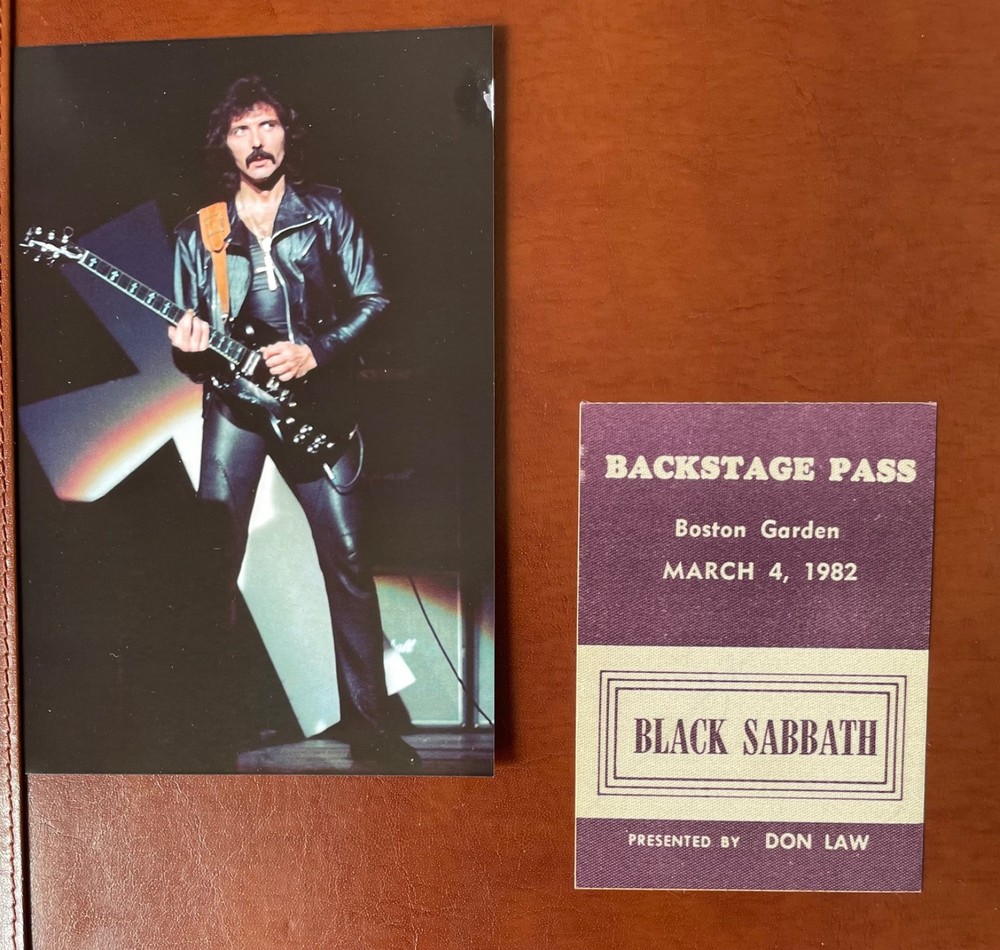 BACKSTAGE PASS
Boston Garden
MARCH 4, 1982
BLACK SABBATH
PRESENTED BY DON LAW